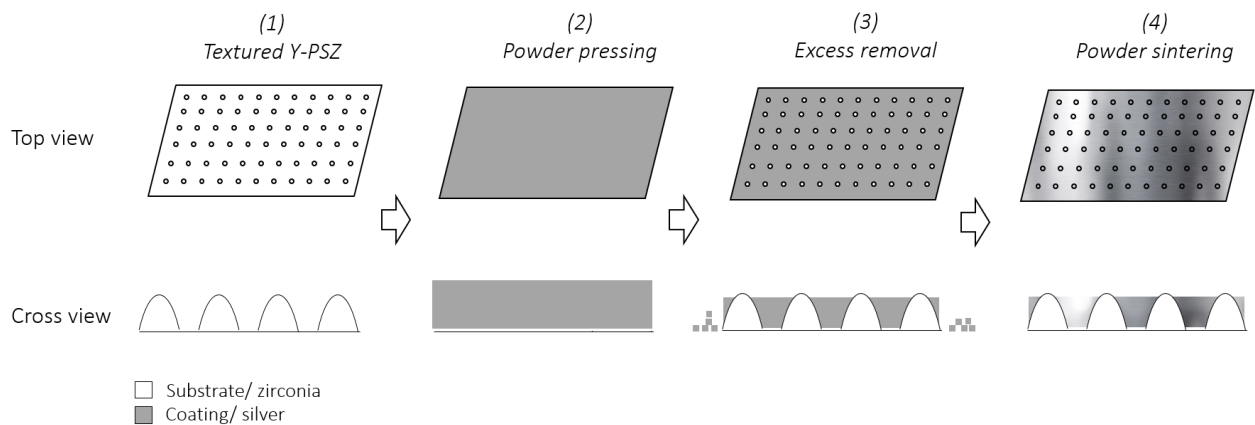 (1)
Textured Y-PSZ
(2)
Powder pressing
(3)
Excess removal
(4)
Powder sintering
Top view
Cross view
Substrate/ zirconia
Coating/ silver